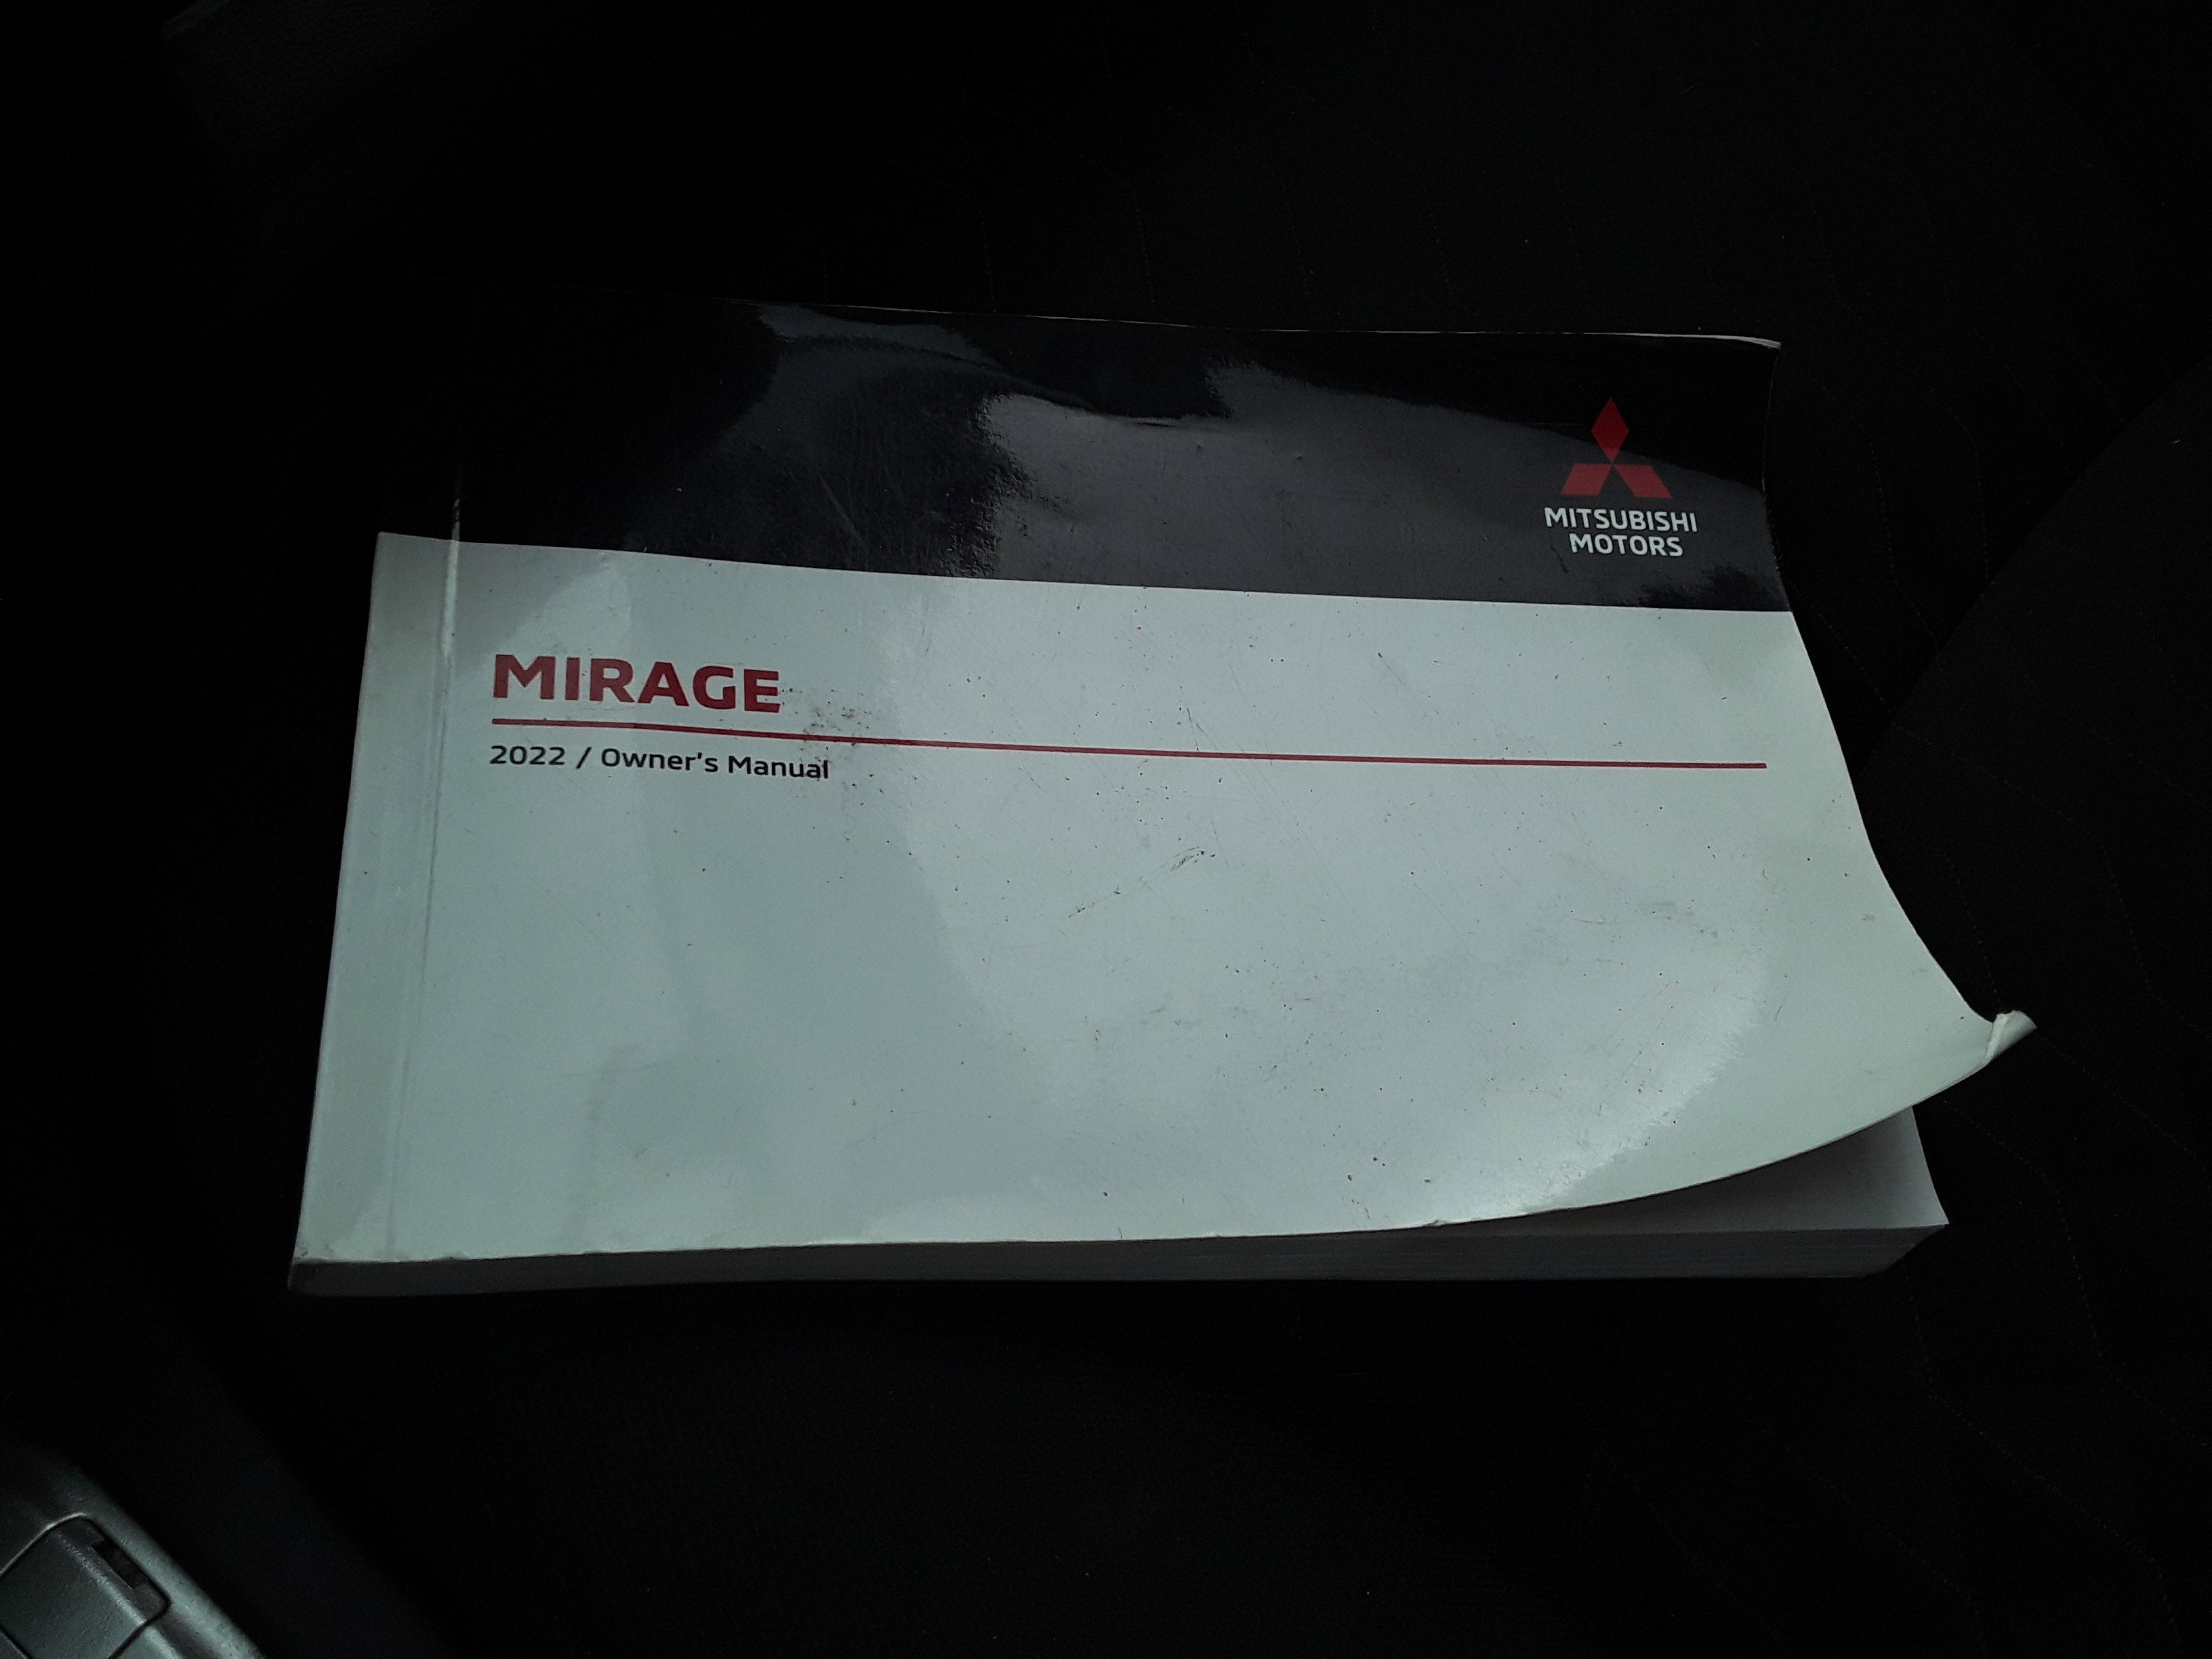 MITSUBISHI
MOTORS
MIRAGE
2022 / Owner's Manual